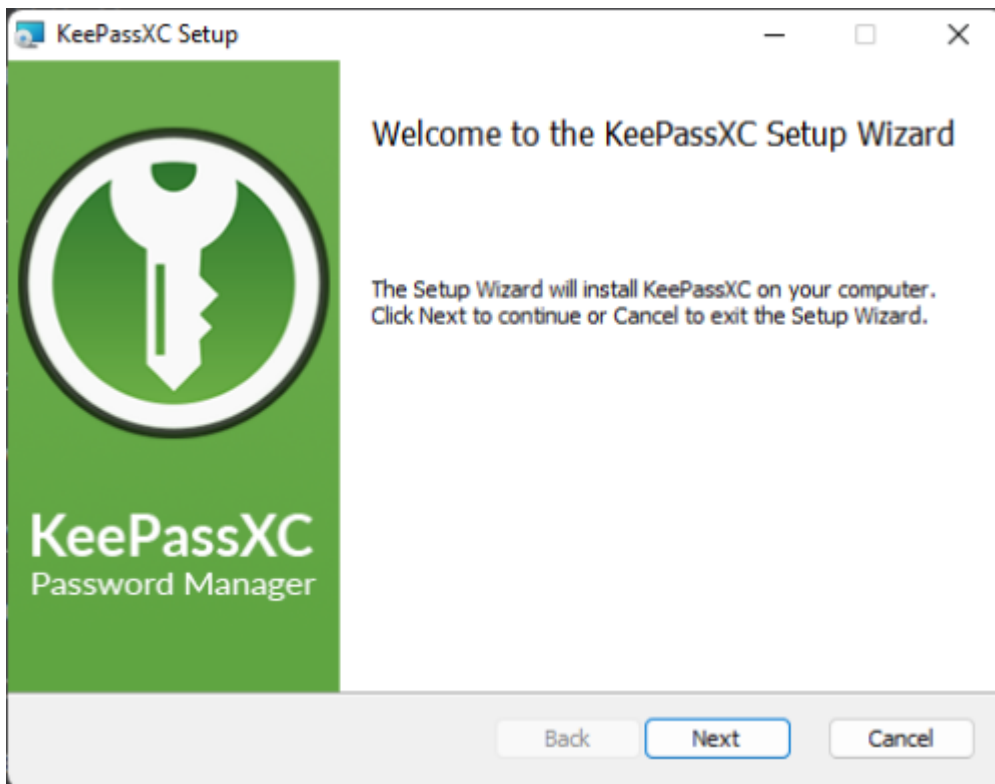 KeePassXC Setup
Welcome to the KeePassXC Setup Wizard
The Setup Wizard will install KeePassXC on your computer.
Click Next to continue or Cancel to exit the Setup Wizard.
KeePassXC
Password Manager
Back
Next
Cancel